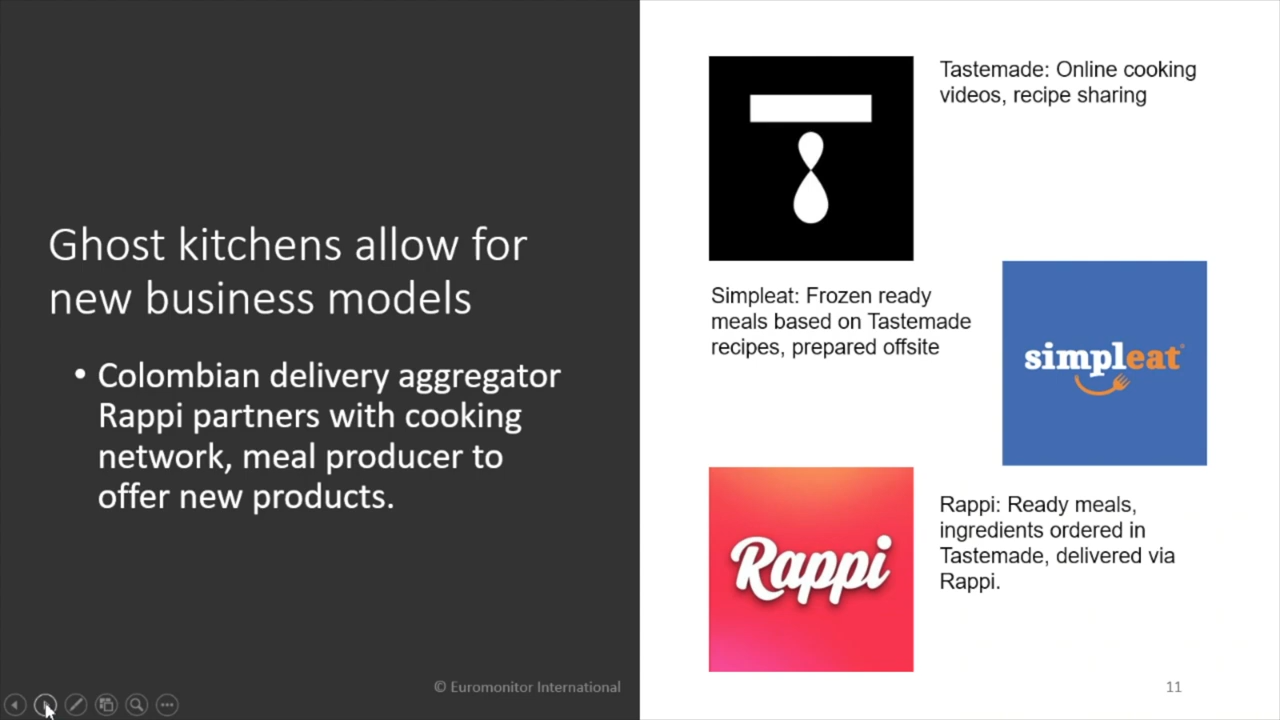 Ghost kitchens allow for
new business models
• Colombian delivery aggregator
Rappi partners with cooking
network, meal producer to
offer new products.
Tastemade: Online cooking
videos, recipe sharing
Simpleat: Frozen ready
meals based on Tastemade
recipes, prepared offsite
simpleat
Rappi
Rappi: Ready meals,
ingredients ordered in
Tastemade, delivered via
Rappi.
© Euromonitor International
11